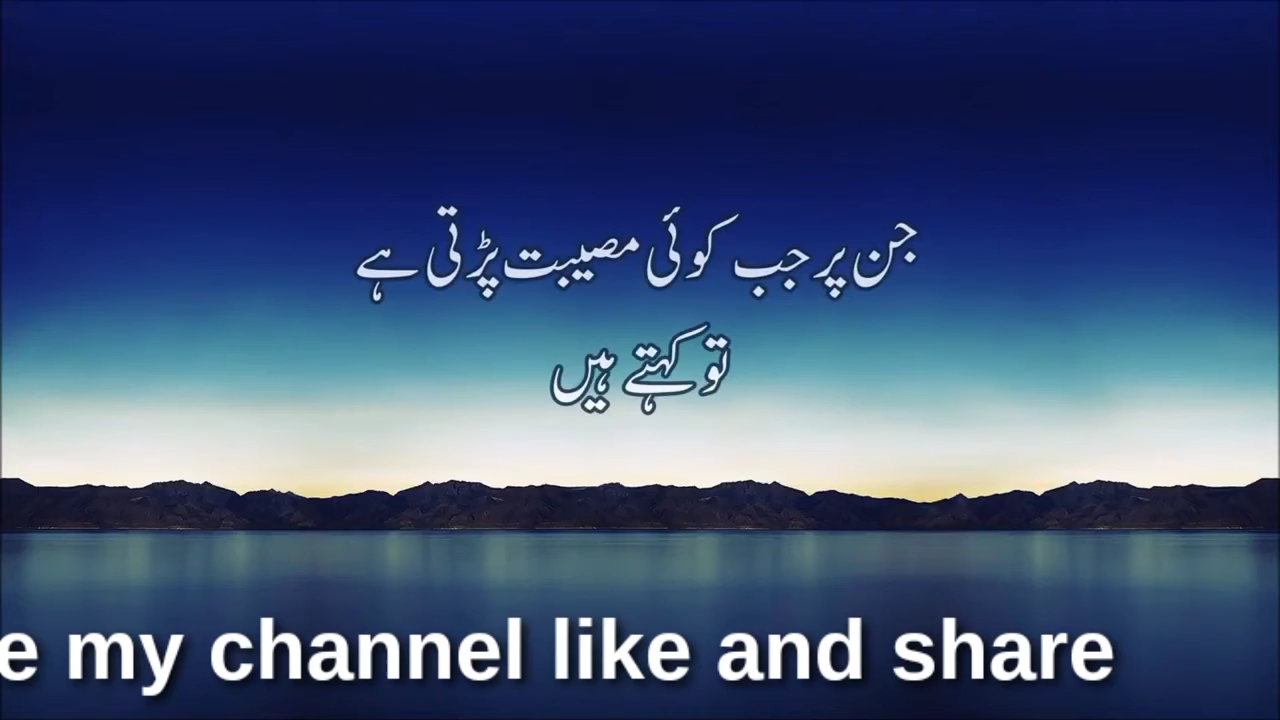 جن پر جب کوئی مصیبت پڑتی ہے
تو کہتے ہیں
e my channel like and share